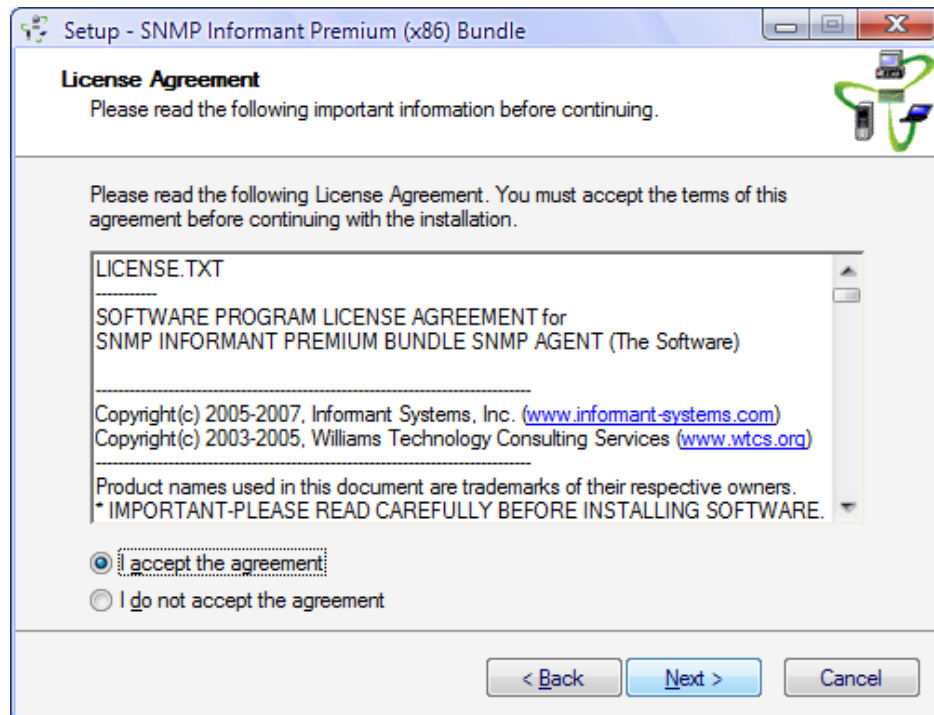 Setup - SNMP Informant Premium (x86) Bundle
License Agreement
Please read the following important information before continuing.
Please read the following License Agreement. You must accept the terms of this
agreement before continuing with the installation.
LICENSE.TXT
-----------
SOFTWARE PROGRAM LICENSE AGREEMENT for
SNMP INFORMANT PREMIUM BUNDLE SNMP AGENT (The Software)
------------------------------------------------------------------------------
Copyright(c) 2005-2007, Informant Systems, Inc. (www.informant-systems.com)
Copyright(c) 2003-2005, Williams Technology Consulting Services (www.wtcs.org)
------------------------------------------------------------------------------
Product names used in this document are trademarks of their respective owners.
* IMPORTANT-PLEASE READ CAREFULLY BEFORE INSTALLING SOFTWARE.
I accept the agreement
I do not accept the agreement
< Back
Next >
Cancel